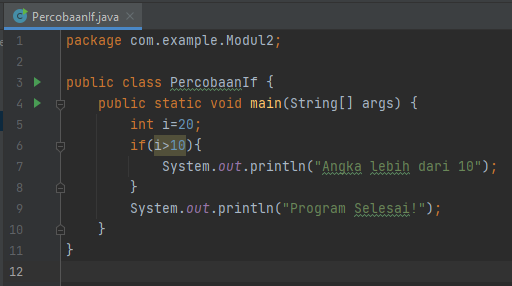 PercobaanIf.java
1 package com.example.Modul2;
2
3 public class PercobaanIf {
4 public static void main(String[] args) {
5 int i=20;
6 if(i>10){
7 System.out.println("Angka lebih dari 10");
8 }
9 System.out.println("Program Selesai!");
10 }
11 }
12